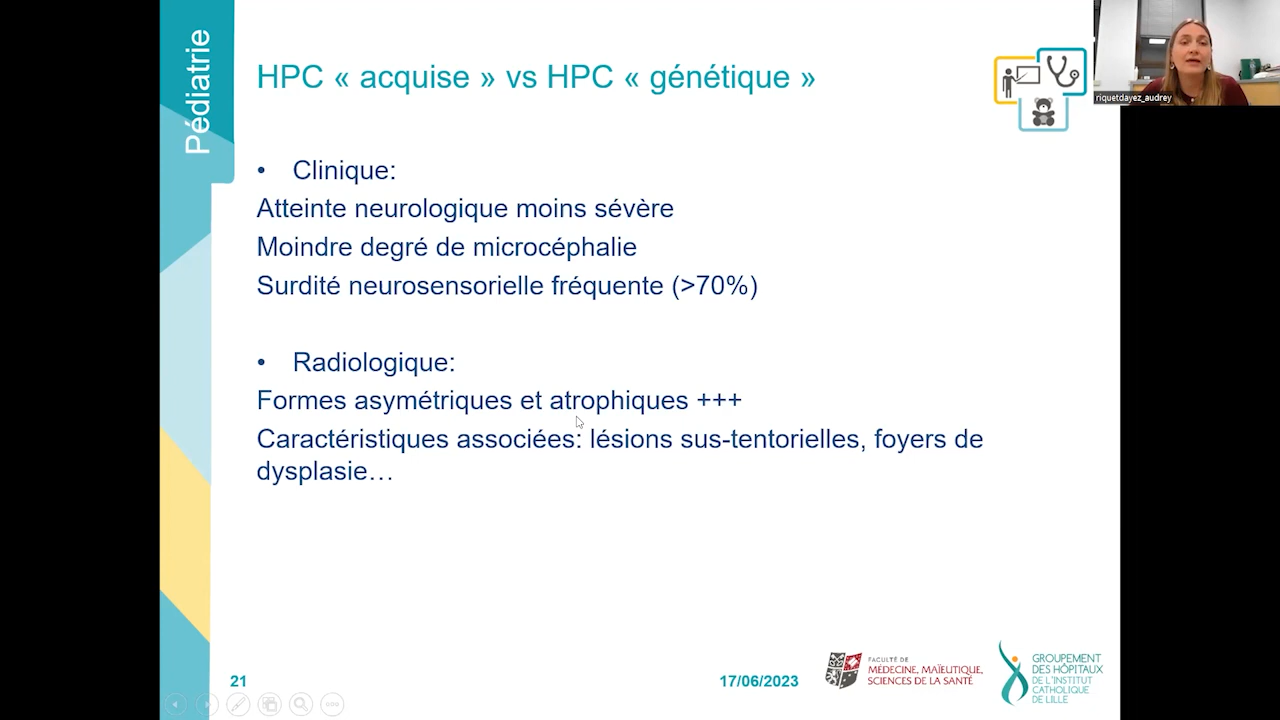 Pédiatrie
HPC « acquise » vs HPC « génétique »
riquetdayez_audrey
• Clinique:
Atteinte neurologique moins sévère
Moindre degré de microcéphalie
Surdité neurosensorielle fréquente (>70%)
• Radiologique:
Formes asymétriques et atrophiques +++
Caractéristiques associées: lésions sus-tentorielles, foyers de
dysplasie…
21
17/06/2023
FACULTÉ DE
MÉDECINE, MAÏEUTIQUE,
SCIENCES DE LA SANTÉ
GROUPEMENT
DES HÔPITAUX
DE L'INSTITUT
CATHOLIQUE
DE LILLE